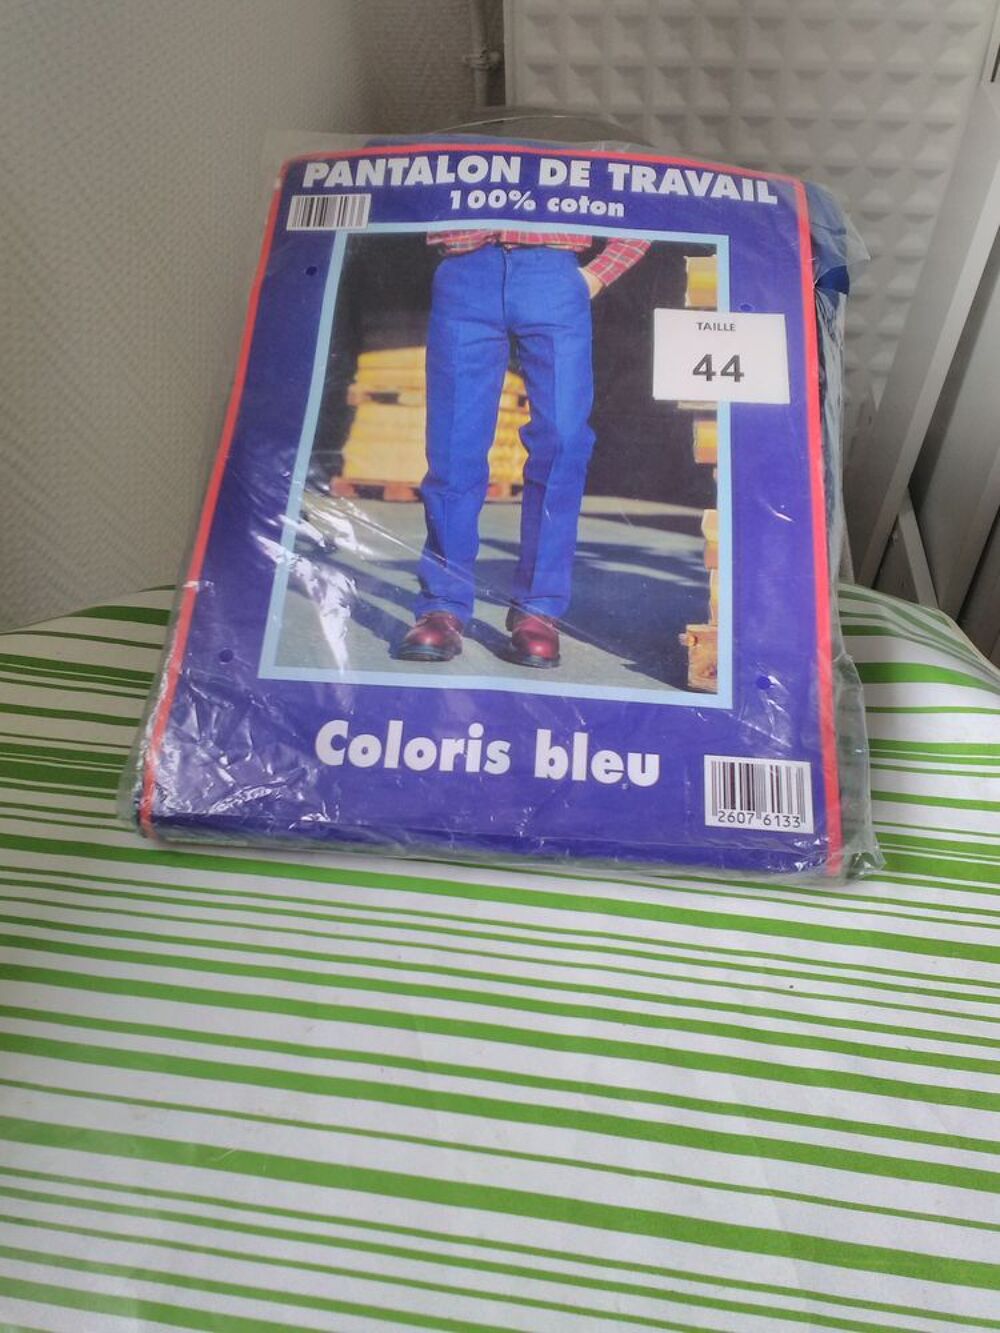 PANTALON DE TRAVAIL
100% coton
TAILLE
44
Coloris bleu
2607 6133